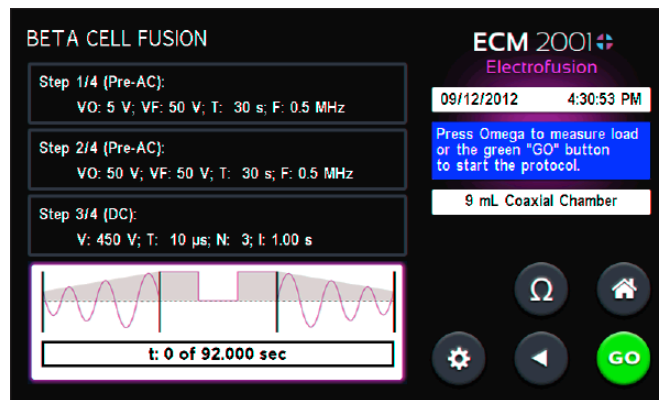 BETA CELL FUSION
Step 1/4 (Pre-AC):
VO: 5 V; VF: 50 V; T: 30 s; F: 0.5 MHz
Step 2/4 (Pre-AC):
VO: 50 V; VF: 50 V; T: 30 s; F: 0.5 MHz
Step 3/4 (DC):
V: 450 V; T: 10 µs; N: 3; I: 1.00 s
t: 0 of 92.000 sec
ECM 2001
Electrofusion
09/12/2012 4:30:53 PM
Press Omega to measure load
or the green "GO" button
to start the protocol.
9 mL Coaxial Chamber
Ω
GO